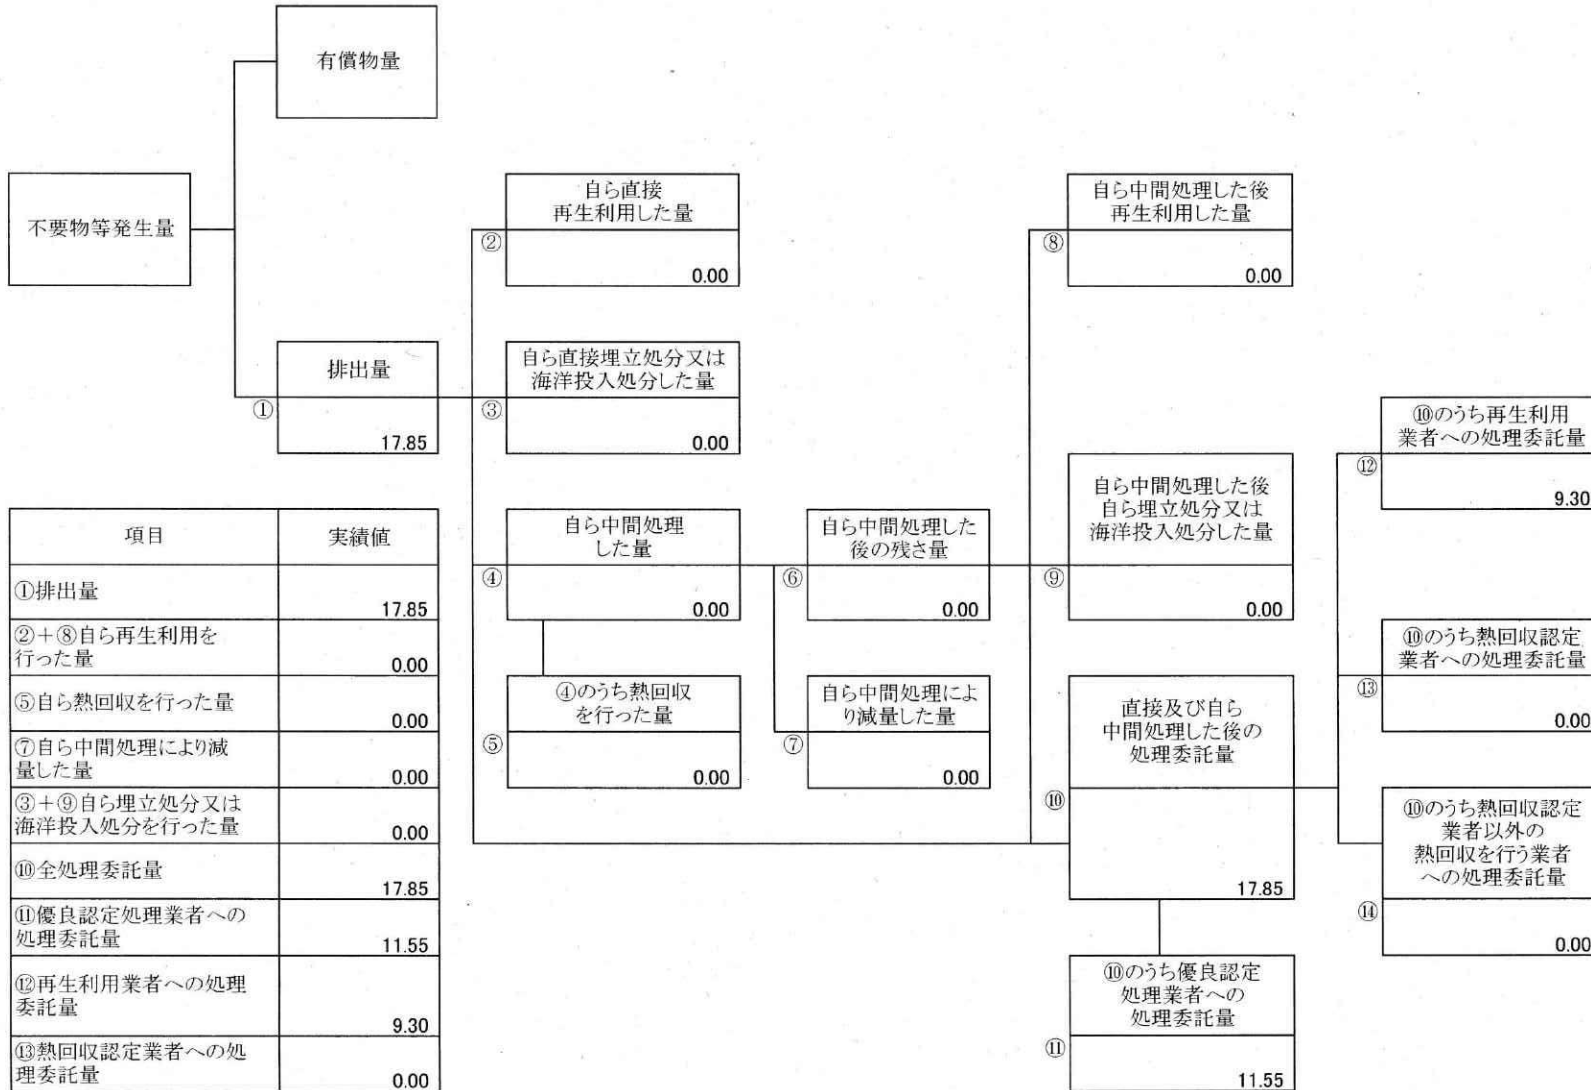 有償物量
不要物等発生量
自ら直接
再生利用した量
②
0.00
自ら中間処理した後
再生利用した量
⑧
0.00
排出量
①
17.85
自ら直接埋立処分又は
海洋投入処分した量
③
0.00
⑩のうち再生利用
業者への処理委託量
⑫
9.30
自ら中間処理
した量
④
0.00
自ら中間処理した
後の残さ量
⑥
0.00
自ら中間処理した後
自ら埋立処分又は
海洋投入処分した量
⑨
0.00
⑩のうち熱回収認定
業者への処理委託量
⑬
0.00
④のうち熱回収
を行った量
⑤
0.00
自ら中間処理によ
り減量した量
⑦
0.00
直接及び自ら
中間処理した後の
処理委託量
⑩
17.85
⑩のうち熱回収認定
業者以外の
熱回収を行う業者
への処理委託量
⑭
0.00
⑩のうち優良認定
処理業者への
処理委託量
⑪
11.55
項目 実績値
①排出量
17.85
②+⑧自ら再生利用を
行った量 0.00
⑤自ら熱回収を行った量
0.00
⑦自ら中間処理により減
量した量 0.00
③+⑨自ら埋立処分又は
海洋投入処分を行った量 0.00
⑩全処理委託量
17.85
⑪優良認定処理業者への
処理委託量 11.55
⑫再生利用業者への処理
委託量
9.30
⑬熱回収認定業者への処
理委託量 0.00